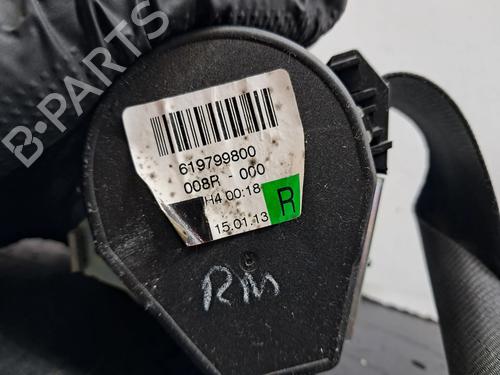 B-PARTS
619799800
008R - 000
H4 00:18
15.01.13
R
RM